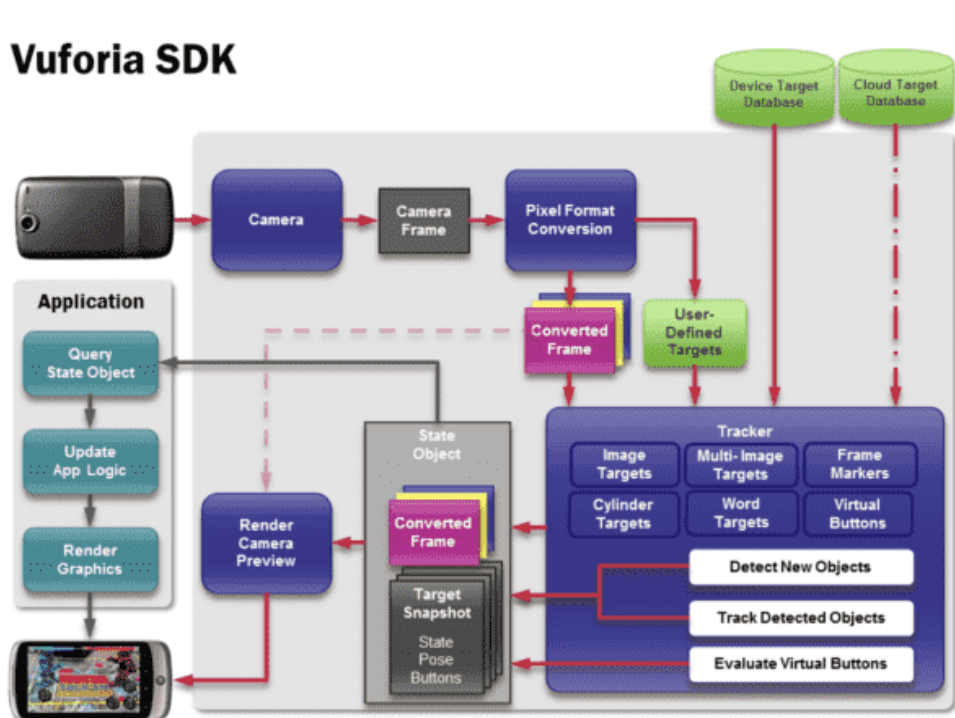 Vuforia SDK
Device Target
Database
Cloud Target
Database
Camera
Camera
Frame
Pixel Format
Conversion
Application
Query
State Object
Update
App Logic
Render
Graphics
Converted
Frame
User-
Defined
Targets
State
Object
Converted
Frame
Target
Snapshot
State
Pose
Buttons
Render
Camera
Preview
Tracker
Image
Targets
Multi-Image
Targets
Frame
Markers
Cylinder
Targets
Word
Targets
Virtual
Buttons
Detect New Objects
Track Detected Objects
Evaluate Virtual Buttons